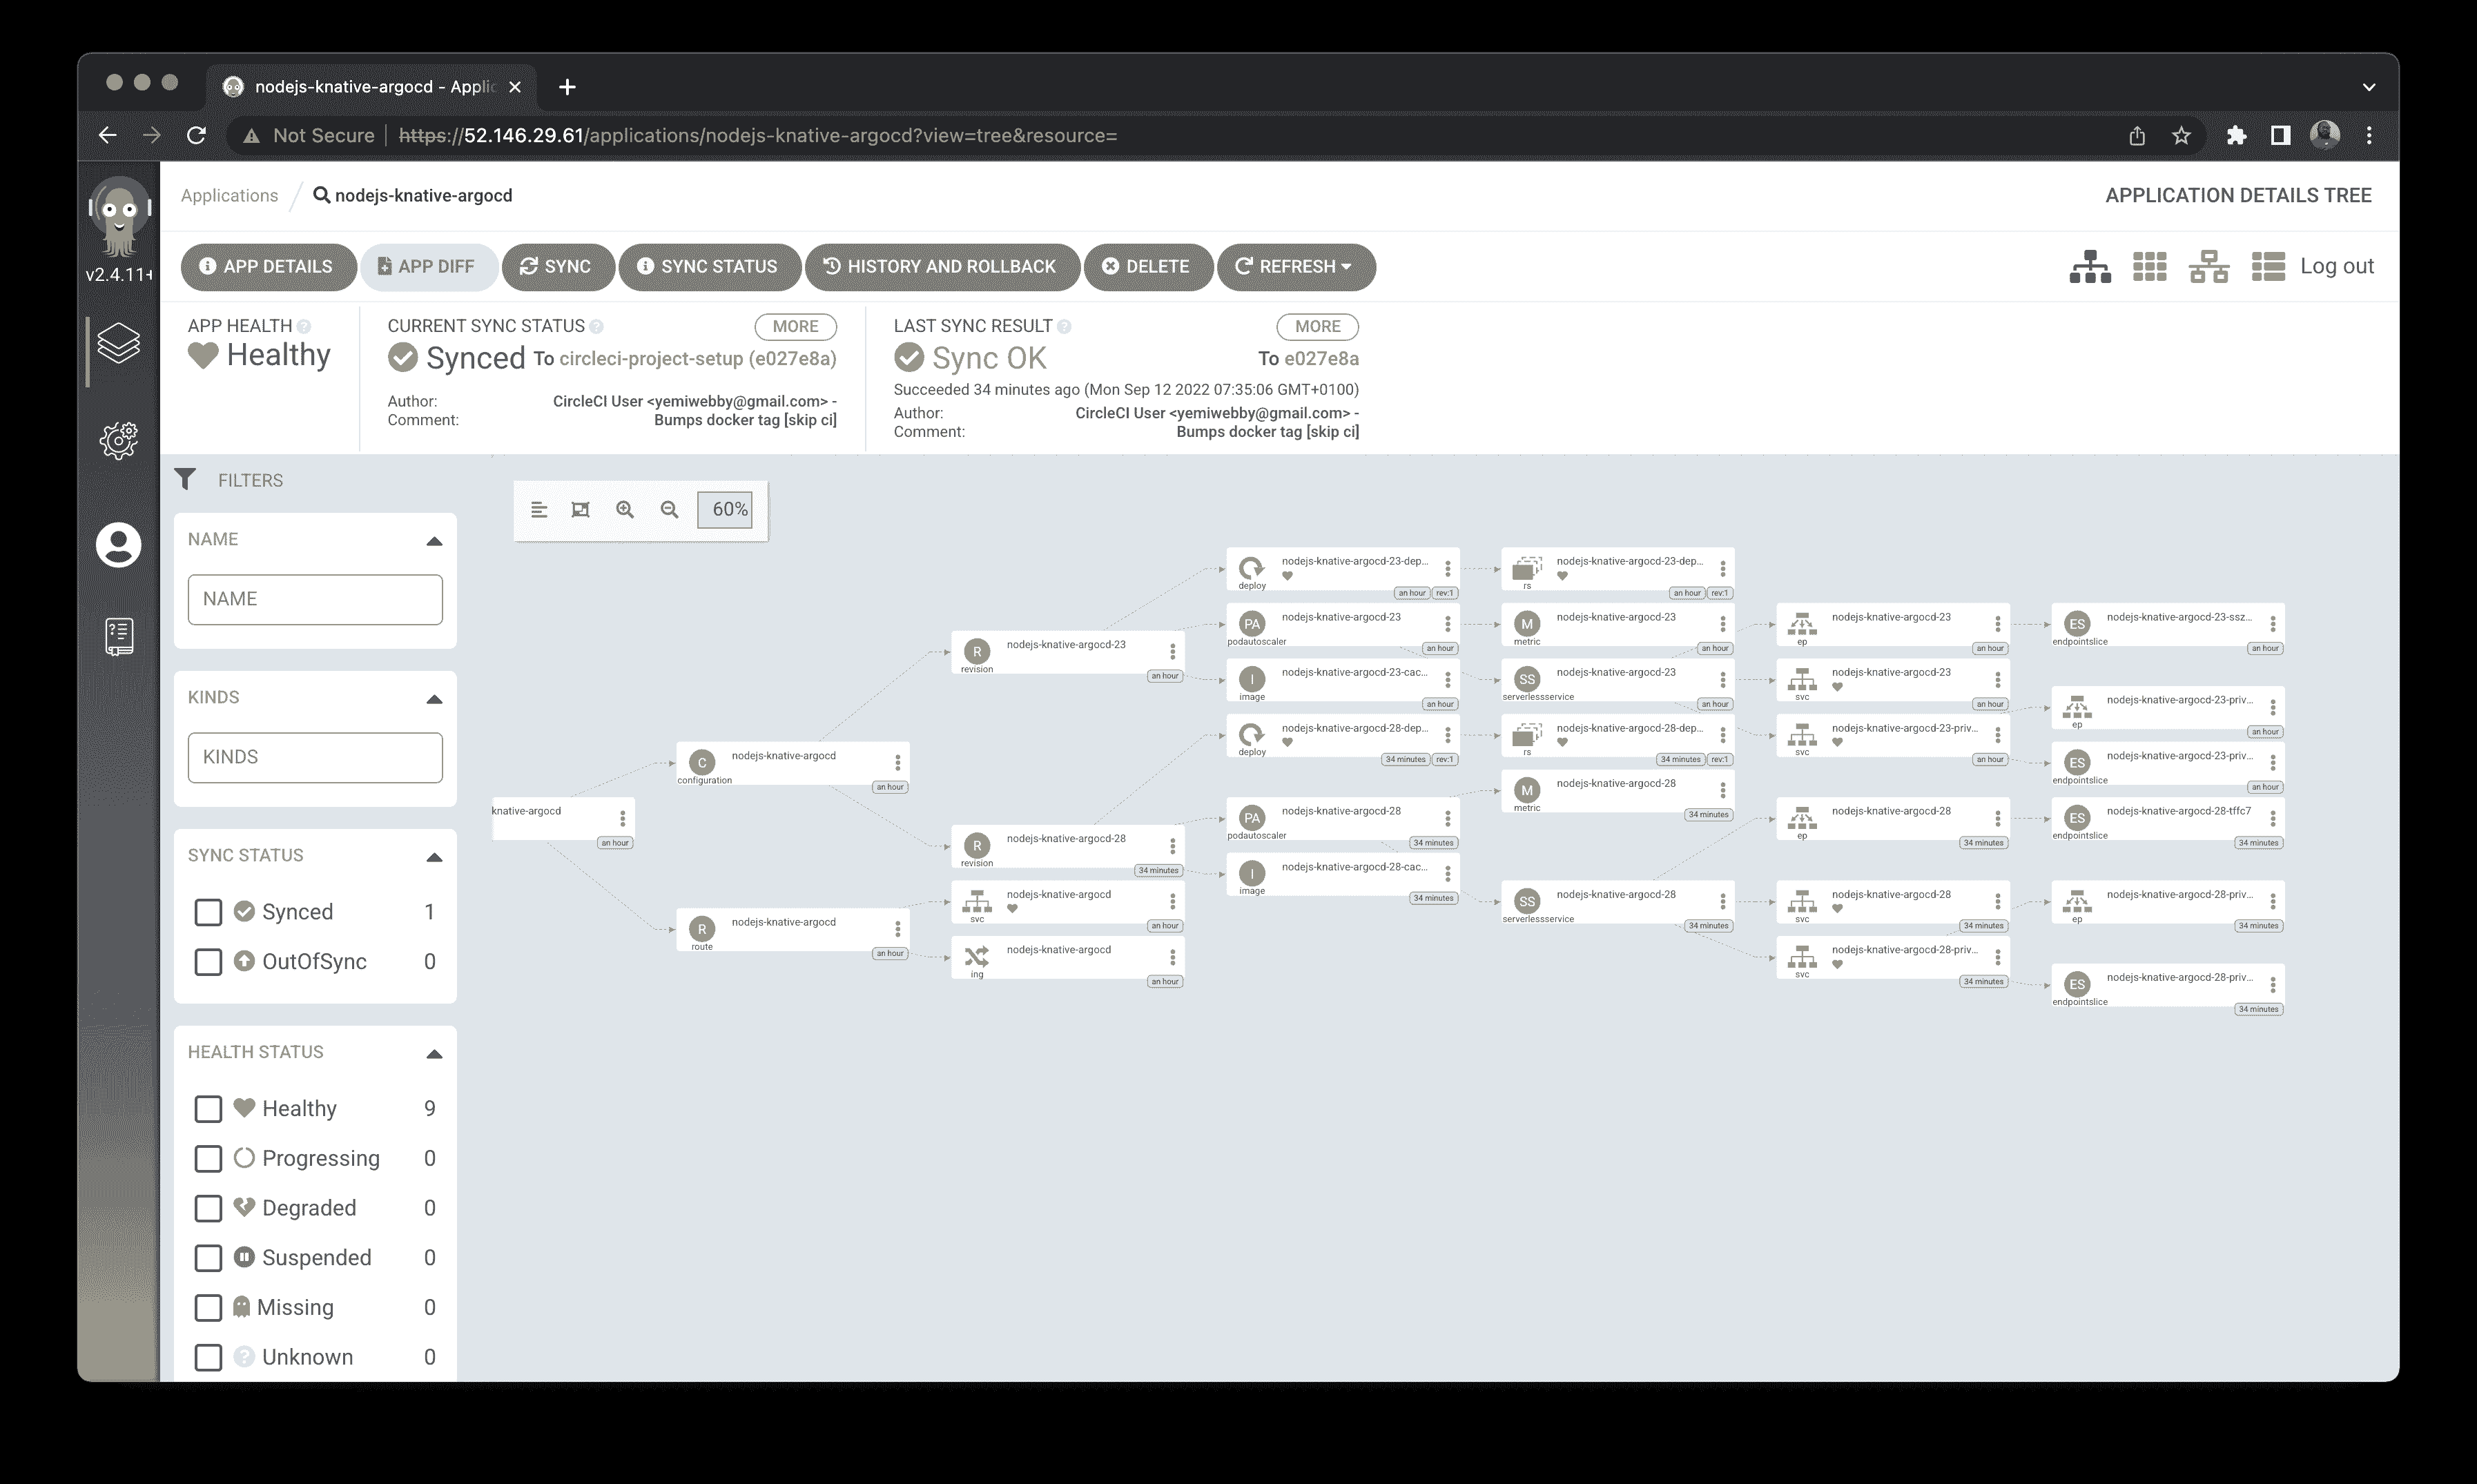 nodejs-knative-argocd - Applic
Not Secure https://52.146.29.61/applications/nodejs-knative-argocd?view=tree&resource=
v2.4.11+
Applications / nodejs-knative-argocd
APPLICATION DETAILS TREE
APP DETAILS
APP DIFF
SYNC
SYNC STATUS
HISTORY AND ROLLBACK
DELETE
REFRESH
Log out
APP HEALTH
Healthy
CURRENT SYNC STATUS
MORE
Synced To circleci-project-setup (e027e8a)
Author: CircleCI User <yemiwebby@gmail.com> -
Comment: Bumps docker tag [skip ci]
LAST SYNC RESULT
MORE
Sync OK To e027e8a
Succeeded 34 minutes ago (Mon Sep 12 2022 07:35:06 GMT+0100)
Author: CircleCI User <yemiwebby@gmail.com> -
Comment: Bumps docker tag [skip ci]
FILTERS
NAME
NAME
KINDS
KINDS
SYNC STATUS
Synced 1
OutOfSync 0
HEALTH STATUS
Healthy 9
Progressing 0
Degraded 0
Suspended 0
Missing 0
Unknown 0
60%
knative-argocd
an hour
C configuration nodejs-knative-argocd
an hour
R route nodejs-knative-argocd
an hour
R revision nodejs-knative-argocd-23
an hour
R revision nodejs-knative-argocd-28
34 minutes
svc nodejs-knative-argocd
an hour
ing nodejs-knative-argocd
an hour
deploy nodejs-knative-argocd-23-dep...
an hour rev:1
PA podautoscaler nodejs-knative-argocd-23
an hour
I image nodejs-knative-argocd-23-cac...
an hour
deploy nodejs-knative-argocd-28-dep...
34 minutes rev:1
PA podautoscaler nodejs-knative-argocd-28
34 minutes
I image nodejs-knative-argocd-28-cac...
34 minutes
rs nodejs-knative-argocd-23-dep...
an hour rev:1
M metric nodejs-knative-argocd-23
an hour
SS serverlessservice nodejs-knative-argocd-23
an hour
rs nodejs-knative-argocd-28-dep...
34 minutes rev:1
M metric nodejs-knative-argocd-28
34 minutes
SS serverlessservice nodejs-knative-argocd-28
34 minutes
ep nodejs-knative-argocd-23
an hour
svc nodejs-knative-argocd-23
an hour
svc nodejs-knative-argocd-23-priv...
an hour
ep nodejs-knative-argocd-28
34 minutes
svc nodejs-knative-argocd-28
34 minutes
svc nodejs-knative-argocd-28-priv...
34 minutes
ES endpointslice nodejs-knative-argocd-23-ssz...
an hour
ep nodejs-knative-argocd-23-priv...
an hour
ES endpointslice nodejs-knative-argocd-23-priv...
an hour
ES endpointslice nodejs-knative-argocd-28-tffc7
34 minutes
ep nodejs-knative-argocd-28-priv...
34 minutes
ES endpointslice nodejs-knative-argocd-28-priv...
34 minutes